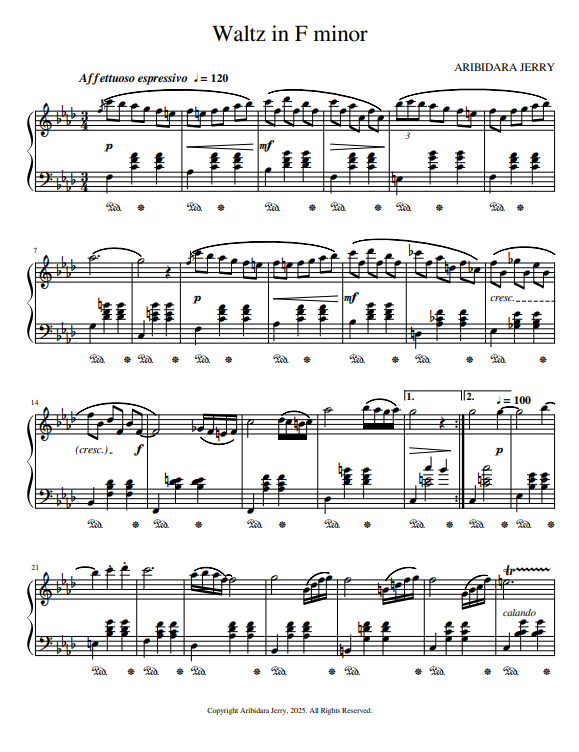 Waltz in F minor
ARIBIDARA JERRY
Affettuoso espressivo ♩ = 120
p mf
3
7
p mf cresc.
14
1. 2. ♩ = 100
(cresc.) f p
21
tr
calando
Copyright Aribidara Jerry, 2025. All Rights Reserved.